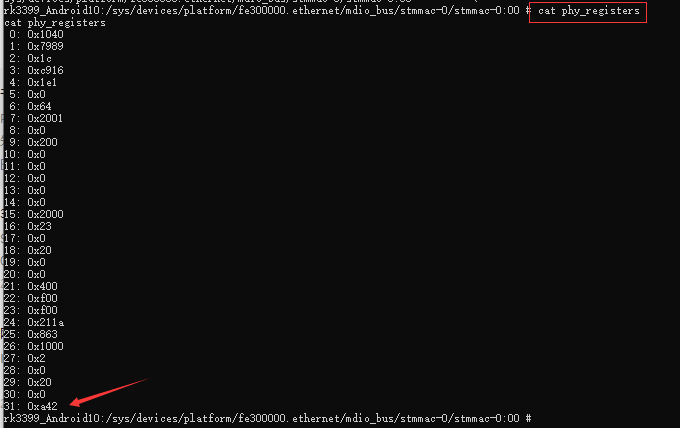 rk3399_Android10:/sys/devices/platform/fe300000.ethernet/mdio_bus/stmmac-0/stmmac-0:00 # cat phy_registers
cat phy_registers
0: 0x1040
1: 0x7989
2: 0x1c
3: 0xc916
4: 0x1e1
5: 0x0
6: 0x64
7: 0x2001
8: 0x0
9: 0x200
10: 0x0
11: 0x0
12: 0x0
13: 0x0
14: 0x0
15: 0x2000
16: 0x23
17: 0x0
18: 0x20
19: 0x0
20: 0x0
21: 0x400
22: 0xf00
23: 0xf00
24: 0x211a
25: 0x863
26: 0x1000
27: 0x2
28: 0x0
29: 0x20
30: 0x0
31: 0xa42
rk3399_Android10:/sys/devices/platform/fe300000.ethernet/mdio_bus/stmmac-0/stmmac-0:00 #